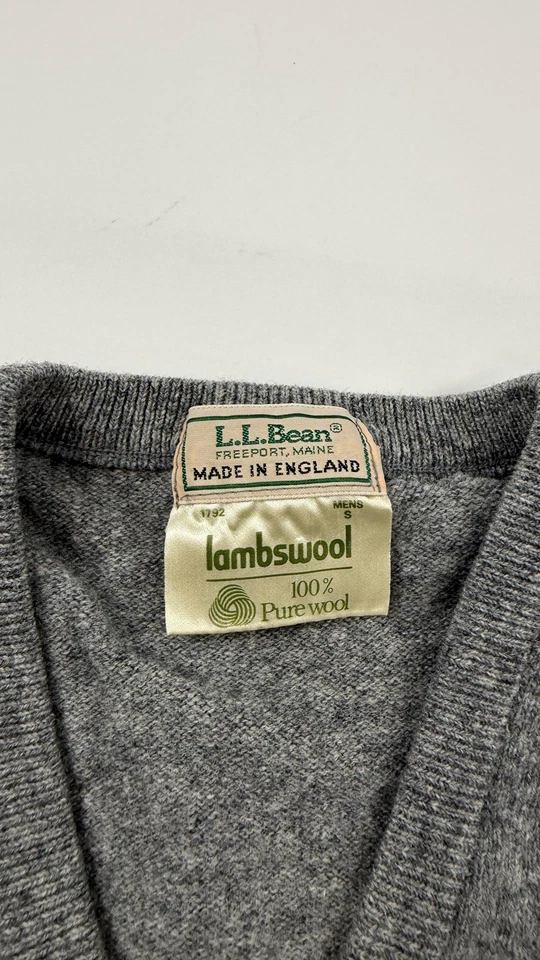 L.L.Bean®
FREEPORT, MAINE
MADE IN ENGLAND
1792 MENS
S
lambswool
100%
Pure wool